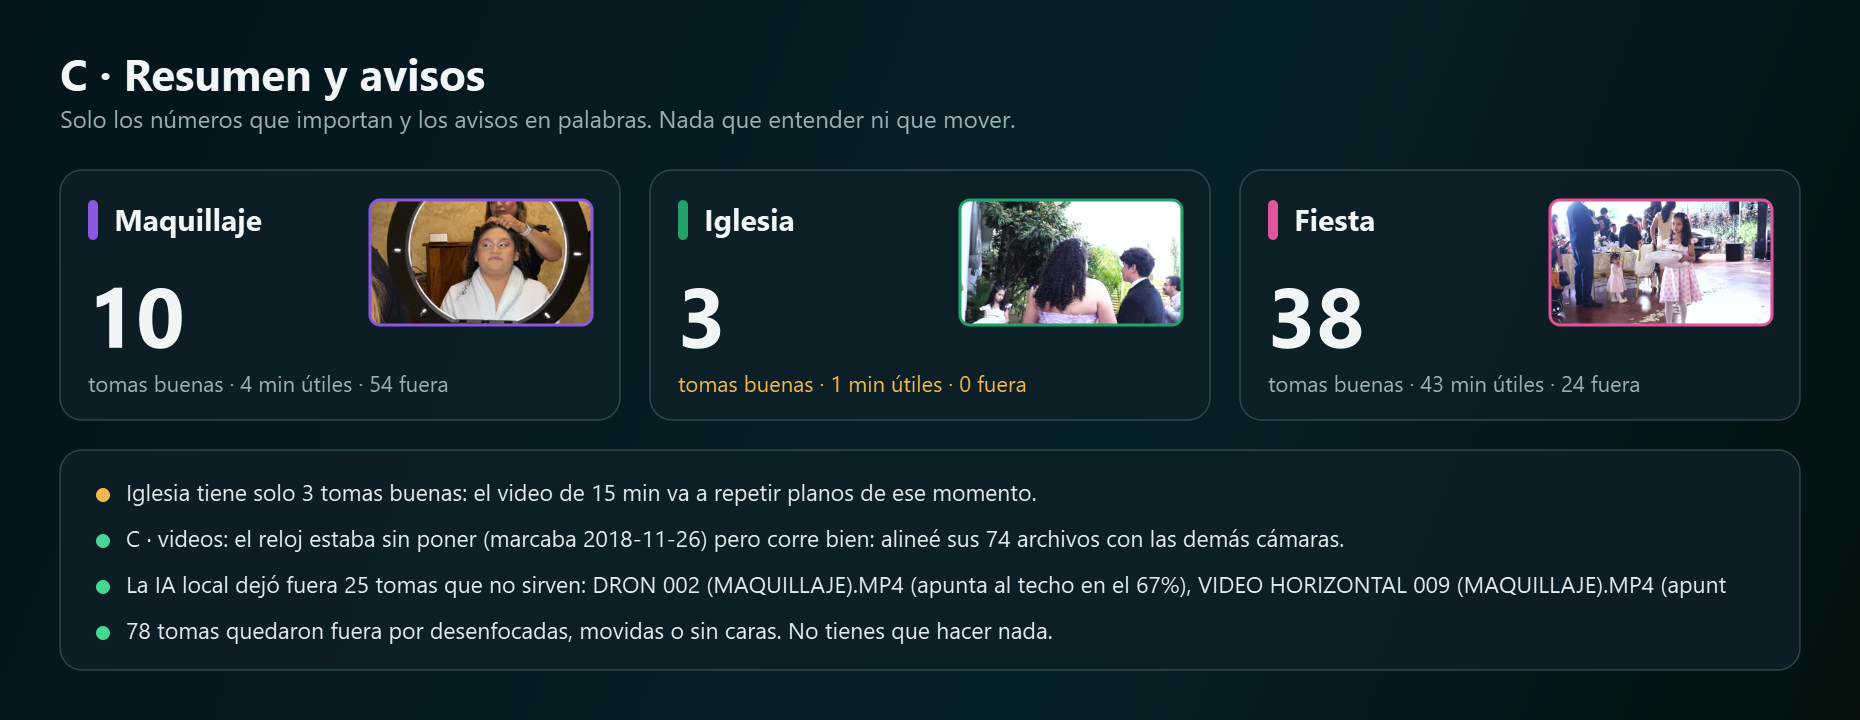 C · Resumen y avisos
Solo los números que importan y los avisos en palabras. Nada que entender ni que mover.
Maquillaje
10
tomas buenas · 4 min útiles · 54 fuera
Iglesia
3
tomas buenas · 1 min útiles · 0 fuera
Fiesta
38
tomas buenas · 43 min útiles · 24 fuera
Iglesia tiene solo 3 tomas buenas: el video de 15 min va a repetir planos de ese momento.
C · videos: el reloj estaba sin poner (marcaba 2018-11-26) pero corre bien: alineé sus 74 archivos con las demás cámaras.
La IA local dejó fuera 25 tomas que no sirven: DRON 002 (MAQUILLAJE).MP4 (apunta al techo en el 67%), VIDEO HORIZONTAL 009 (MAQUILLAJE).MP4 (apunt
78 tomas quedaron fuera por desenfocadas, movidas o sin caras. No tienes que hacer nada.